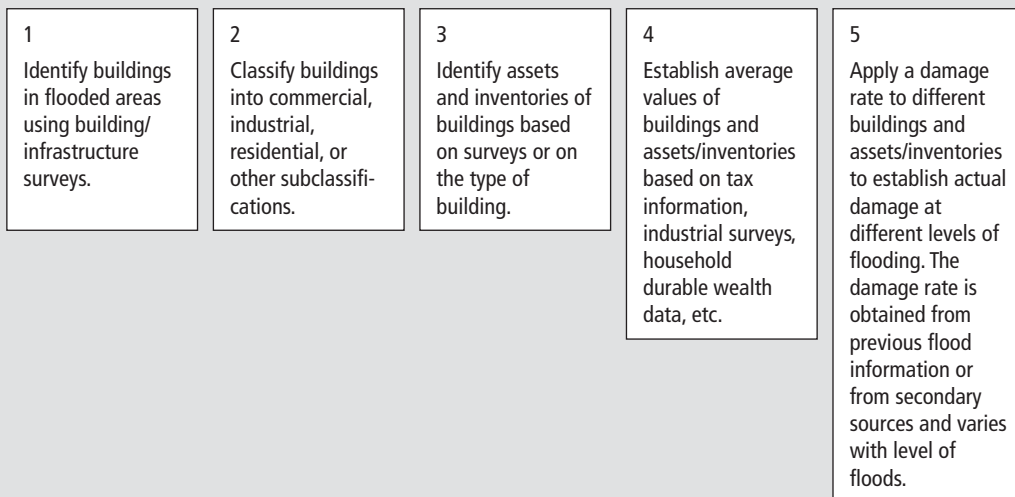 1
Identify buildings
in flooded areas
using building/
infrastructure
surveys.
2
Classify buildings
into commercial,
industrial,
residential, or
other subclassifi-
cations.
3
Identify assets
and inventories of
buildings based
on surveys or on
the type of
building.
4
Establish average
values of
buildings and
assets/inventories
based on tax
information,
industrial surveys,
household
durable wealth
data, etc.
5
Apply a damage
rate to different
buildings and
assets/inventories
to establish actual
damage at
different levels of
flooding. The
damage rate is
obtained from
previous flood
information or
from secondary
sources and varies
with level of
floods.